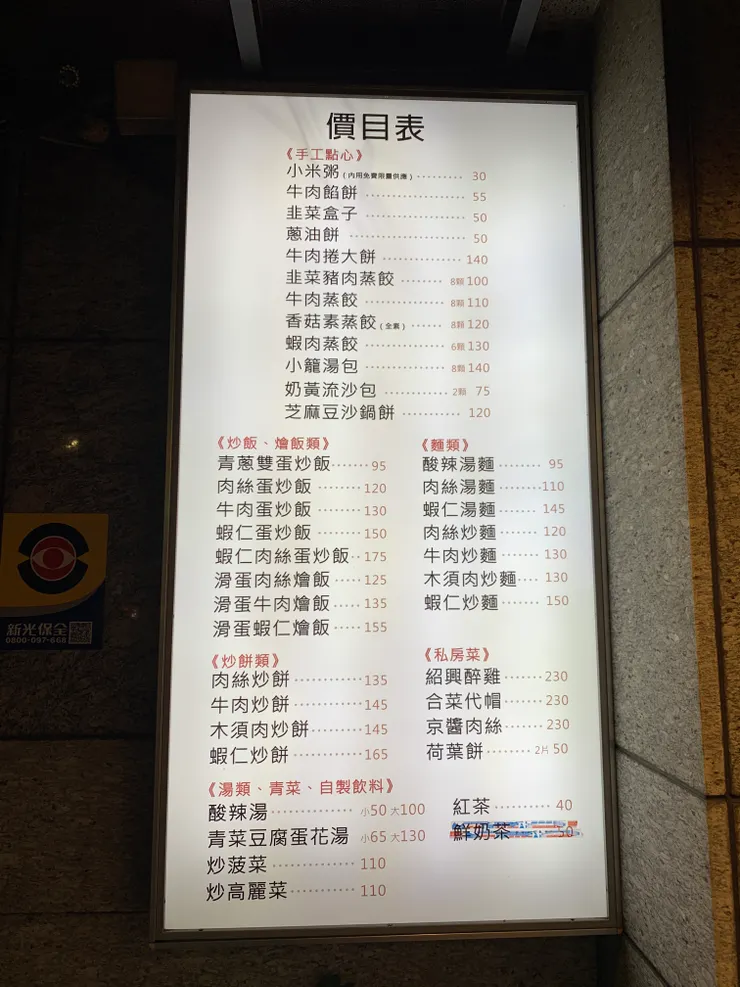 價目表
《手工點心》
小米粥(內用免費限量供應)········· 30
牛肉餡餅 ··················· 55
韭菜盒子 ··················· 50
蔥油餅 ····················· 50
牛肉捲大餅 ··············· 140
韭菜豬肉蒸餃 ········ 8顆 100
牛肉蒸餃 ··············· 8顆 110
香菇素蒸餃(全素) ······ 8顆 120
蝦肉蒸餃 ··············· 6顆 130
小籠湯包 ··············· 8顆 140
奶黃流沙包 ············ 2顆 75
芝麻豆沙鍋餅 ············ 120
《炒飯、燴飯類》
青蔥雙蛋炒飯······· 95
肉絲蛋炒飯 ·········· 120
牛肉蛋炒飯 ·········· 130
蝦仁蛋炒飯 ·········· 150
蝦仁肉絲蛋炒飯·· 175
滑蛋肉絲燴飯 ····· 125
滑蛋牛肉燴飯 ····· 135
滑蛋蝦仁燴飯 ····· 155
《麵類》
酸辣湯麵 ········ 95
肉絲湯麵 ·········110
蝦仁湯麵 ······· 145
肉絲炒麵 ······· 120
牛肉炒麵 ······· 130
木須肉炒麵···· 130
蝦仁炒麵 ······· 150
《炒餅類》
肉絲炒餅 ············ 135
牛肉炒餅 ············ 145
木須肉炒餅·········· 145
蝦仁炒餅 ············ 165
《私房菜》
紹興醉雞 ·······230
合菜代帽 ·······230
京醬肉絲 ·······230
荷葉餅 ········ 2片 50
《湯類、青菜、自製飲料》
酸辣湯 ·············· 小50 大100
青菜豆腐蛋花湯 小65 大130
炒菠菜 ·············· 110
炒高麗菜 ············ 110
紅茶 ·········· 40
鮮奶茶 ········ 50
新光保全
0800-097-668